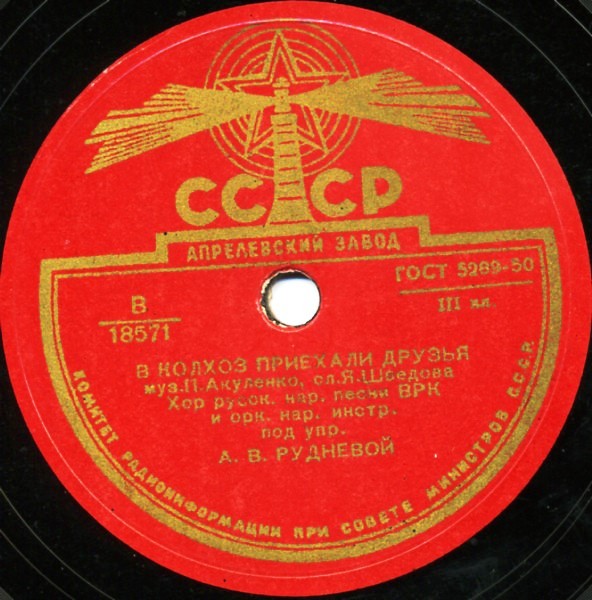 СССР
АПРЕЛЕВСКИЙ ЗАВОД
ГОСТ 5289-50
В
18571
III кл.
В КОЛХОЗ ПРИЕХАЛИ ДРУЗЬЯ
муз.П.Акуленко, сл.Я.Шведова
Хор русск. нар. песни ВРК
и орк. нар. инстр.
под упр.
А. В. РУДНЕВОЙ
КОМИТЕТ РАДИОИНФОРМАЦИИ ПРИ СОВЕТЕ МИНИСТРОВ С.С.С.Р.